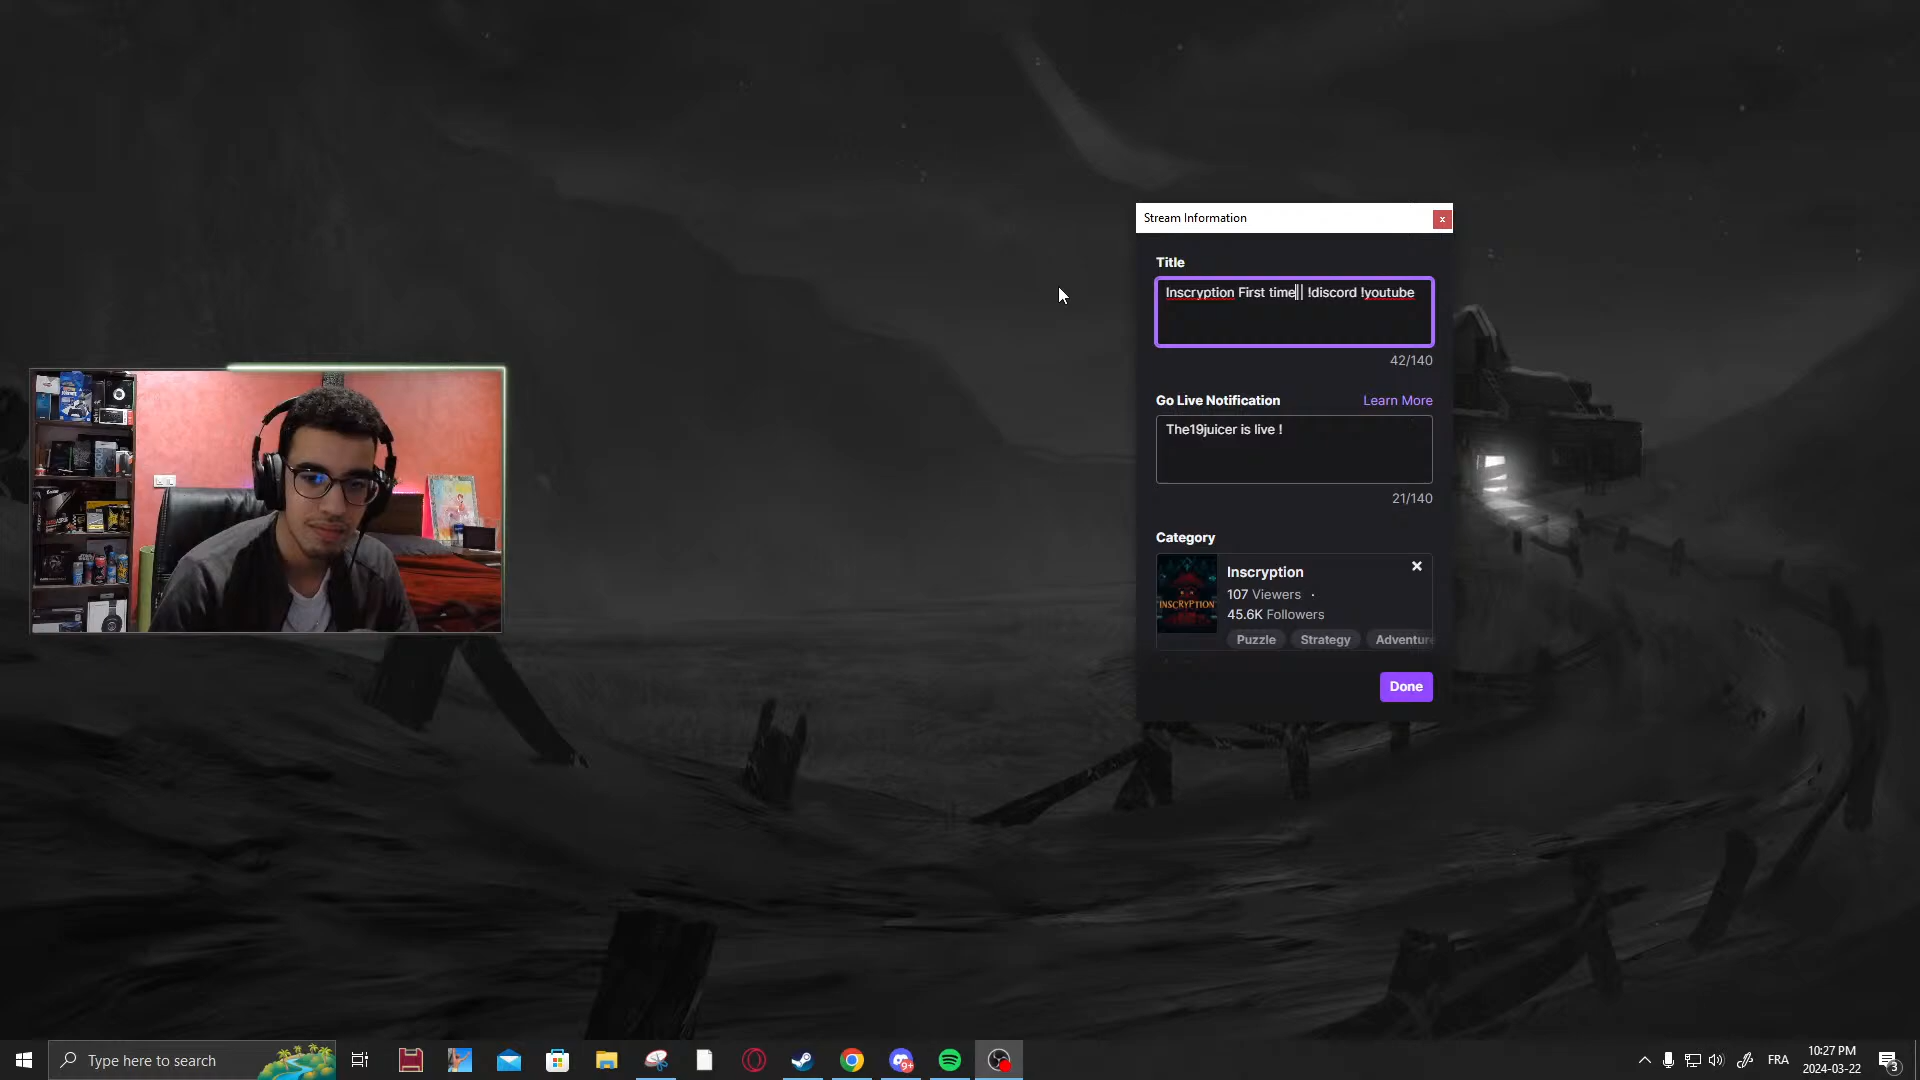 Stream Information
x
Title
Inscryption First time|| !discord !youtube
42/140
Go Live Notification
Learn More
The19juicer is live !
21/140
Category
INSCRYPTION
Inscryption
107 Viewers ·
45.6K Followers
Puzzle
Strategy
Adventure
Done
Type here to search
9+
FRA
10:27 PM
2024-03-22
3